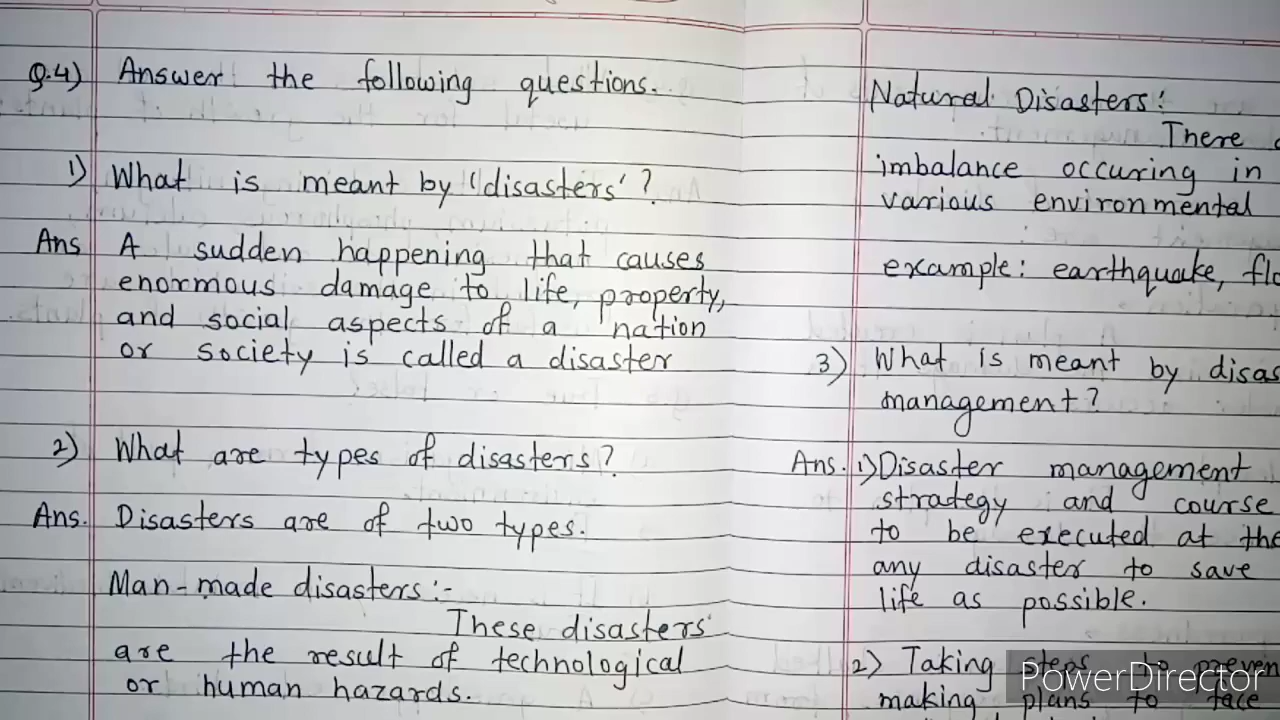 Q.4) Answer the following questions.
1) What is meant by "disasters'?
Ans A sudden happening that causes
enormous damage to life, property,
and social aspects of a nation
or society is called a disaster
2) What are types of disasters?
Ans. Disasters are of two types.
Man-made disasters:-
These disasters
are the result of technological
or human hazards.
Natural Disasters:
There
imbalance occuring in
various environmental
example: earthquake, flo
3) What is meant by disas
management?
Ans. 1) Disaster management
strategy and course
to be executed at the
any disaster to save
life as possible.
2) Taking steps to preven
making plans to face
PowerDirector